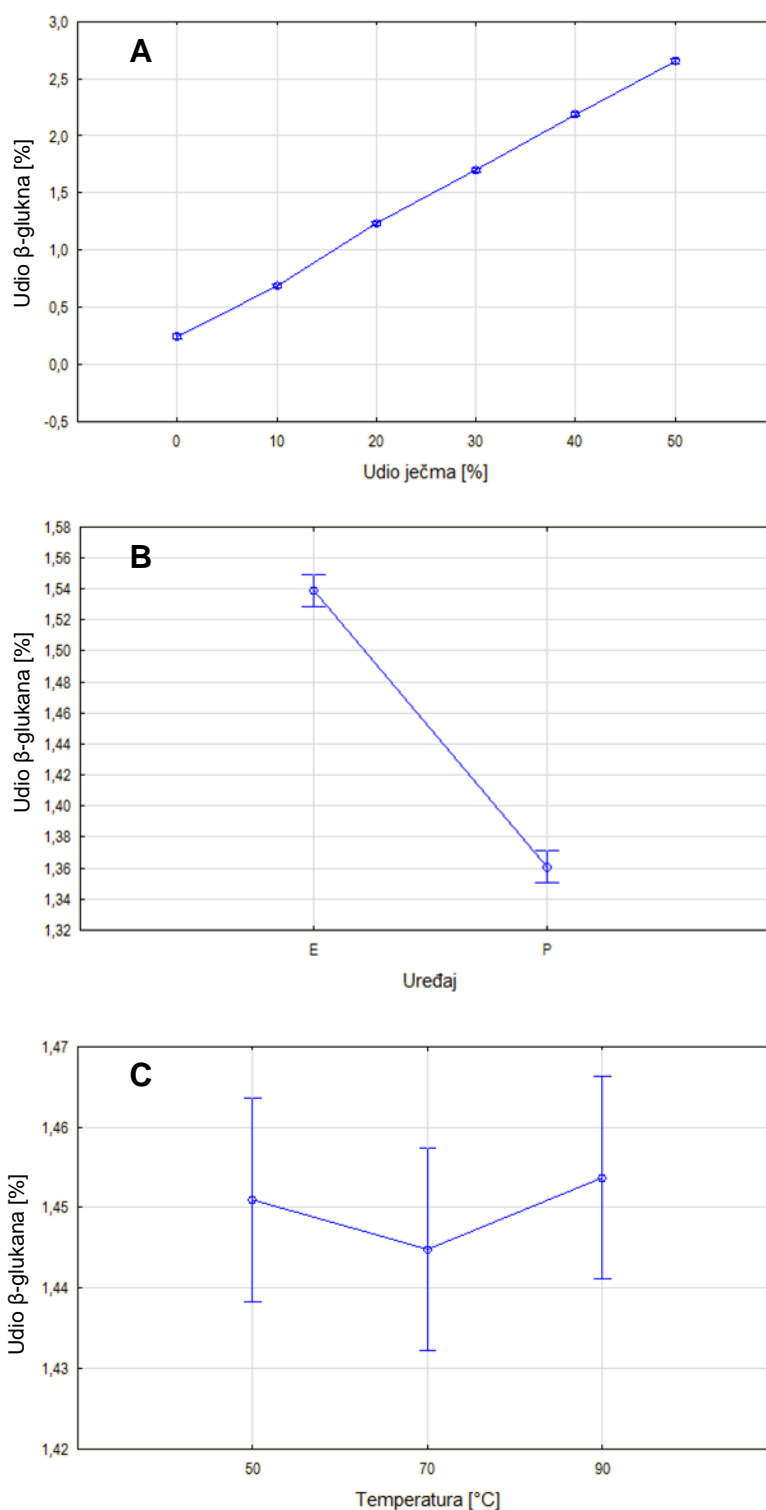 A
3,0
2,5
2,0
1,5
1,0
0,5
0,0
-0,5
Udio β-glukna [%]
0 10 20 30 40 50
Udio ječma [%]
B
1,58
1,56
1,54
1,52
1,50
1,48
1,46
1,44
1,42
1,40
1,38
1,36
1,34
1,32
Udio β-glukana [%]
E P
Uređaj
C
1,47
1,46
1,45
1,44
1,43
1,42
Udio β-glukana [%]
50 70 90
Temperatura [°C]